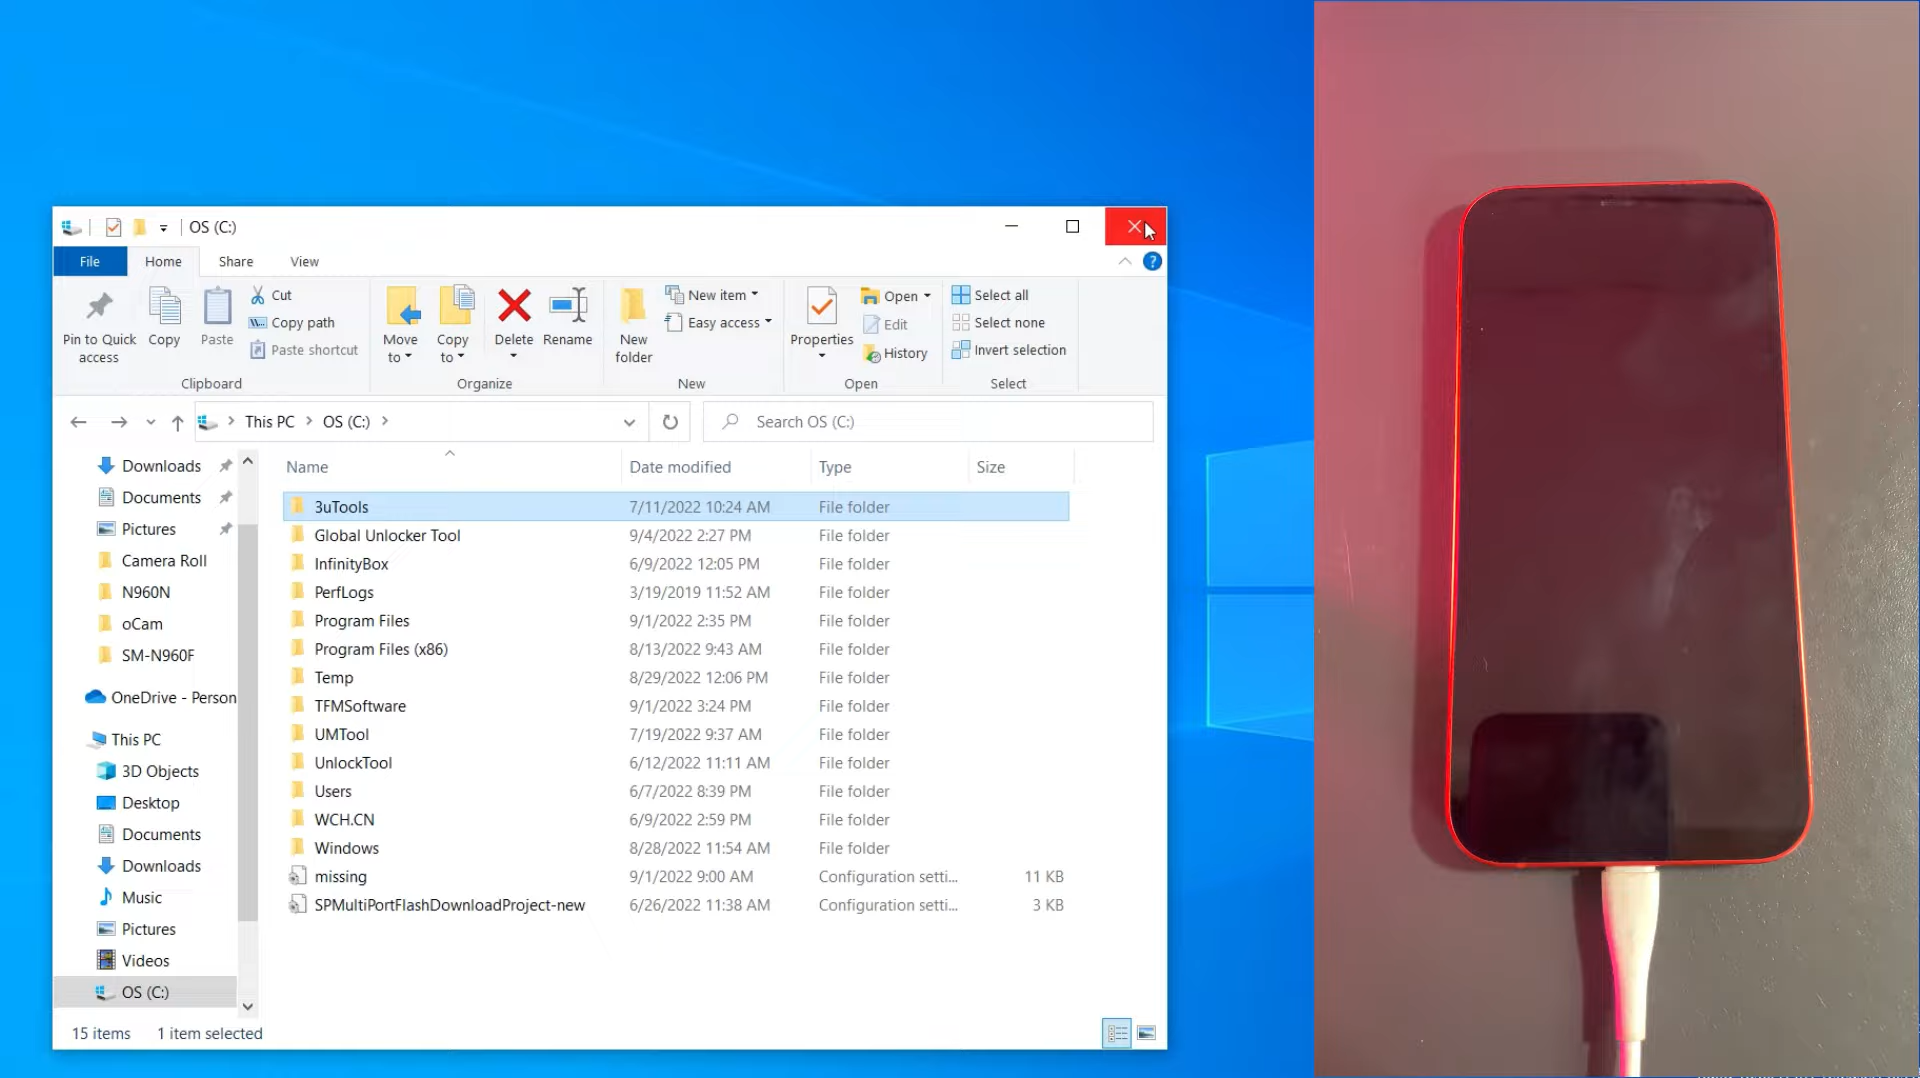 OS (C:)
File Home Share View
Pin to Quick access
Copy
Paste
Cut
Copy path
Paste shortcut
Clipboard
Move to
Copy to
Delete
Rename
Organize
New folder
New item
Easy access
New
Properties
Open
Edit
History
Open
Select all
Select none
Invert selection
Select
This PC OS (C:)
Search OS (C:)
Downloads
Documents
Pictures
Camera Roll
N960N
oCam
SM-N960F
OneDrive - Person
This PC
3D Objects
Desktop
Documents
Downloads
Music
Pictures
Videos
OS (C:)
Name Date modified Type Size
3uTools 7/11/2022 10:24 AM File folder
Global Unlocker Tool 9/4/2022 2:27 PM File folder
InfinityBox 6/9/2022 12:05 PM File folder
PerfLogs 3/19/2019 11:52 AM File folder
Program Files 9/1/2022 2:35 PM File folder
Program Files (x86) 8/13/2022 9:43 AM File folder
Temp 8/29/2022 12:06 PM File folder
TFMSoftware 9/1/2022 3:24 PM File folder
UMTool 7/19/2022 9:37 AM File folder
UnlockTool 6/12/2022 11:11 AM File folder
Users 6/7/2022 8:39 PM File folder
WCH.CN 6/9/2022 2:59 PM File folder
Windows 8/28/2022 11:54 AM File folder
missing 9/1/2022 9:00 AM Configuration setti... 11 KB
SPMultiPortFlashDownloadProject-new 6/26/2022 11:38 AM Configuration setti... 3 KB
15 items 1 item selected